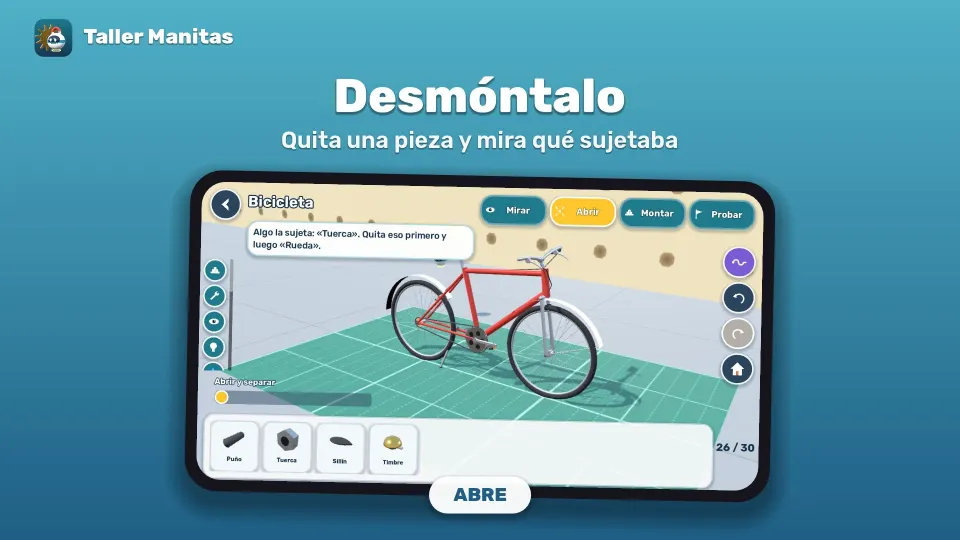 Taller Manitas
Desmóntalo
Quita una pieza y mira qué sujetaba
Bicicleta
Mirar
Abrir
Montar
Probar
Algo la sujeta: «Tuerca». Quita eso primero y
luego «Rueda».
Abrir y separar
26 / 30
Puño
Tuerca
Sillín
Timbre
ABRE